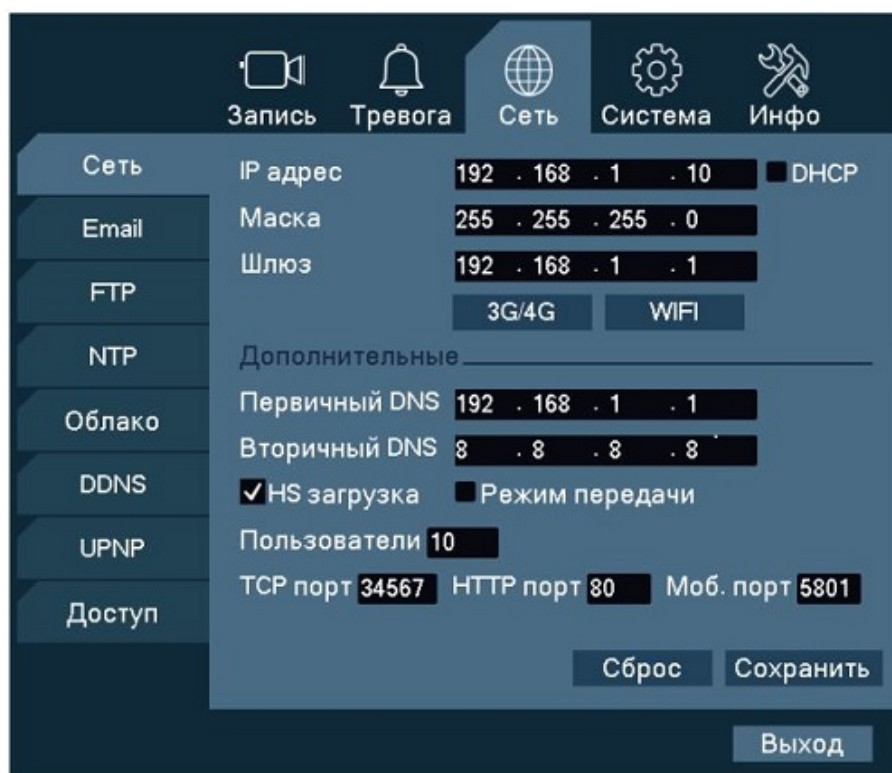 Запись Тревога Сеть Система Инфо
Сеть
Email
FTP
NTP
Облако
DDNS
UPNP
Доступ
IP адрес 192 . 168 . 1 . 10 DHCP
Маска 255 . 255 . 255 . 0
Шлюз 192 . 168 . 1 . 1
3G/4G WIFI
Дополнительные
Первичный DNS 192 . 168 . 1 . 1
Вторичный DNS 8 . 8 . 8 . 8
HS загрузка Режим передачи
Пользователи 10
TCP порт 34567 HTTP порт 80 Моб. порт 5801
Сброс Сохранить
Выход